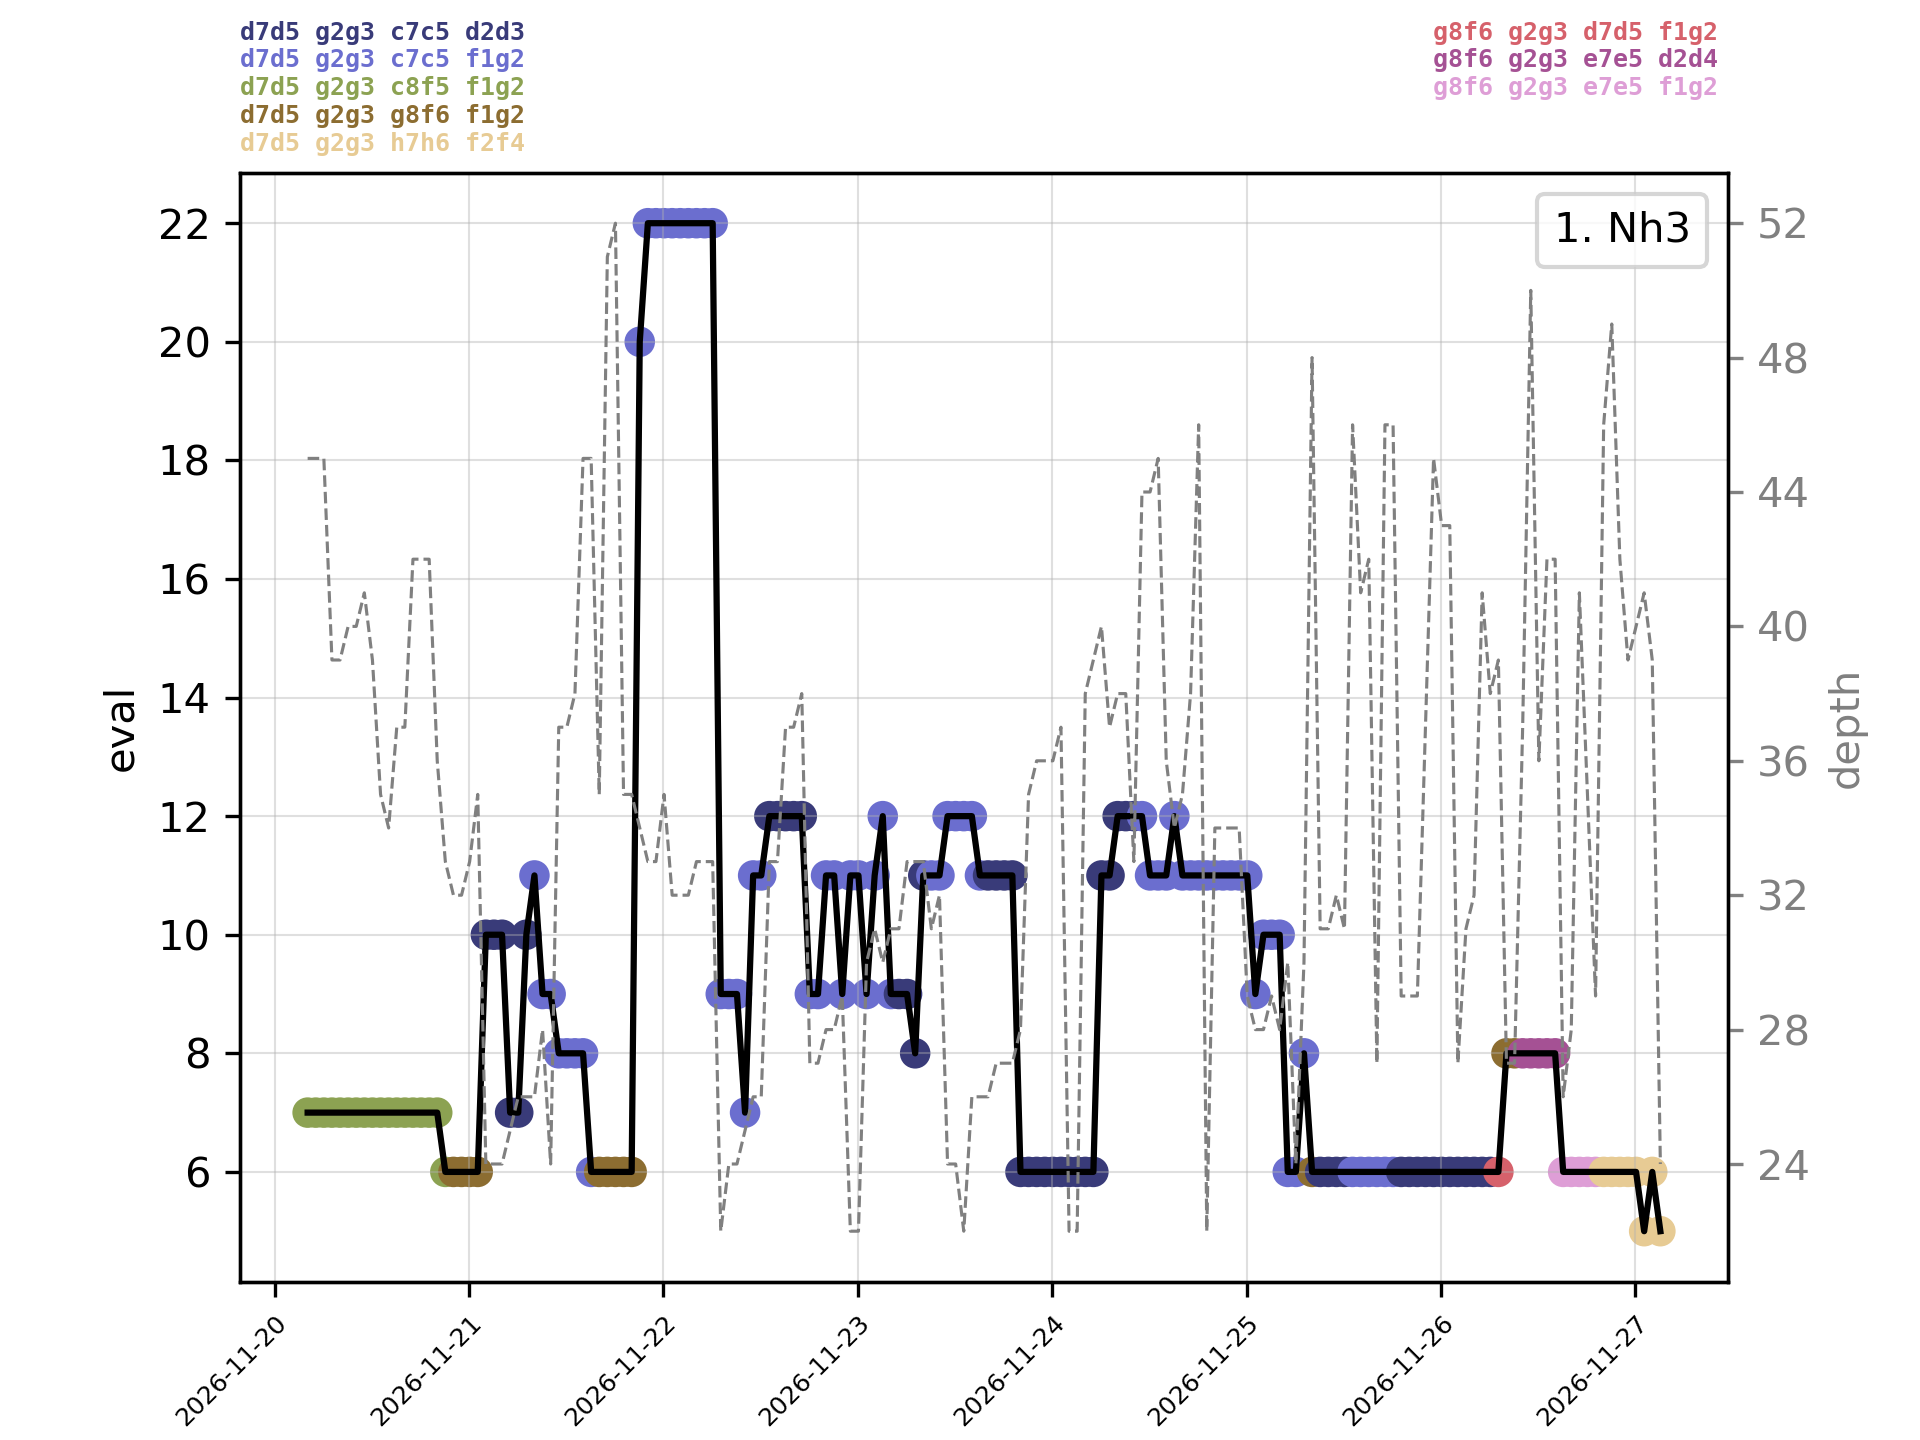 d7d5 g2g3 c7c5 d2d3
d7d5 g2g3 c7c5 f1g2
d7d5 g2g3 c8f5 f1g2
d7d5 g2g3 g8f6 f1g2
d7d5 g2g3 h7h6 f2f4
g8f6 g2g3 d7d5 f1g2
g8f6 g2g3 e7e5 d2d4
g8f6 g2g3 e7e5 f1g2
1. Nh3
eval
22
20
18
16
14
12
10
8
6
52
48
44
40
36
32
28
24
depth
2026-11-20
2026-11-21
2026-11-22
2026-11-23
2026-11-24
2026-11-25
2026-11-26
2026-11-27